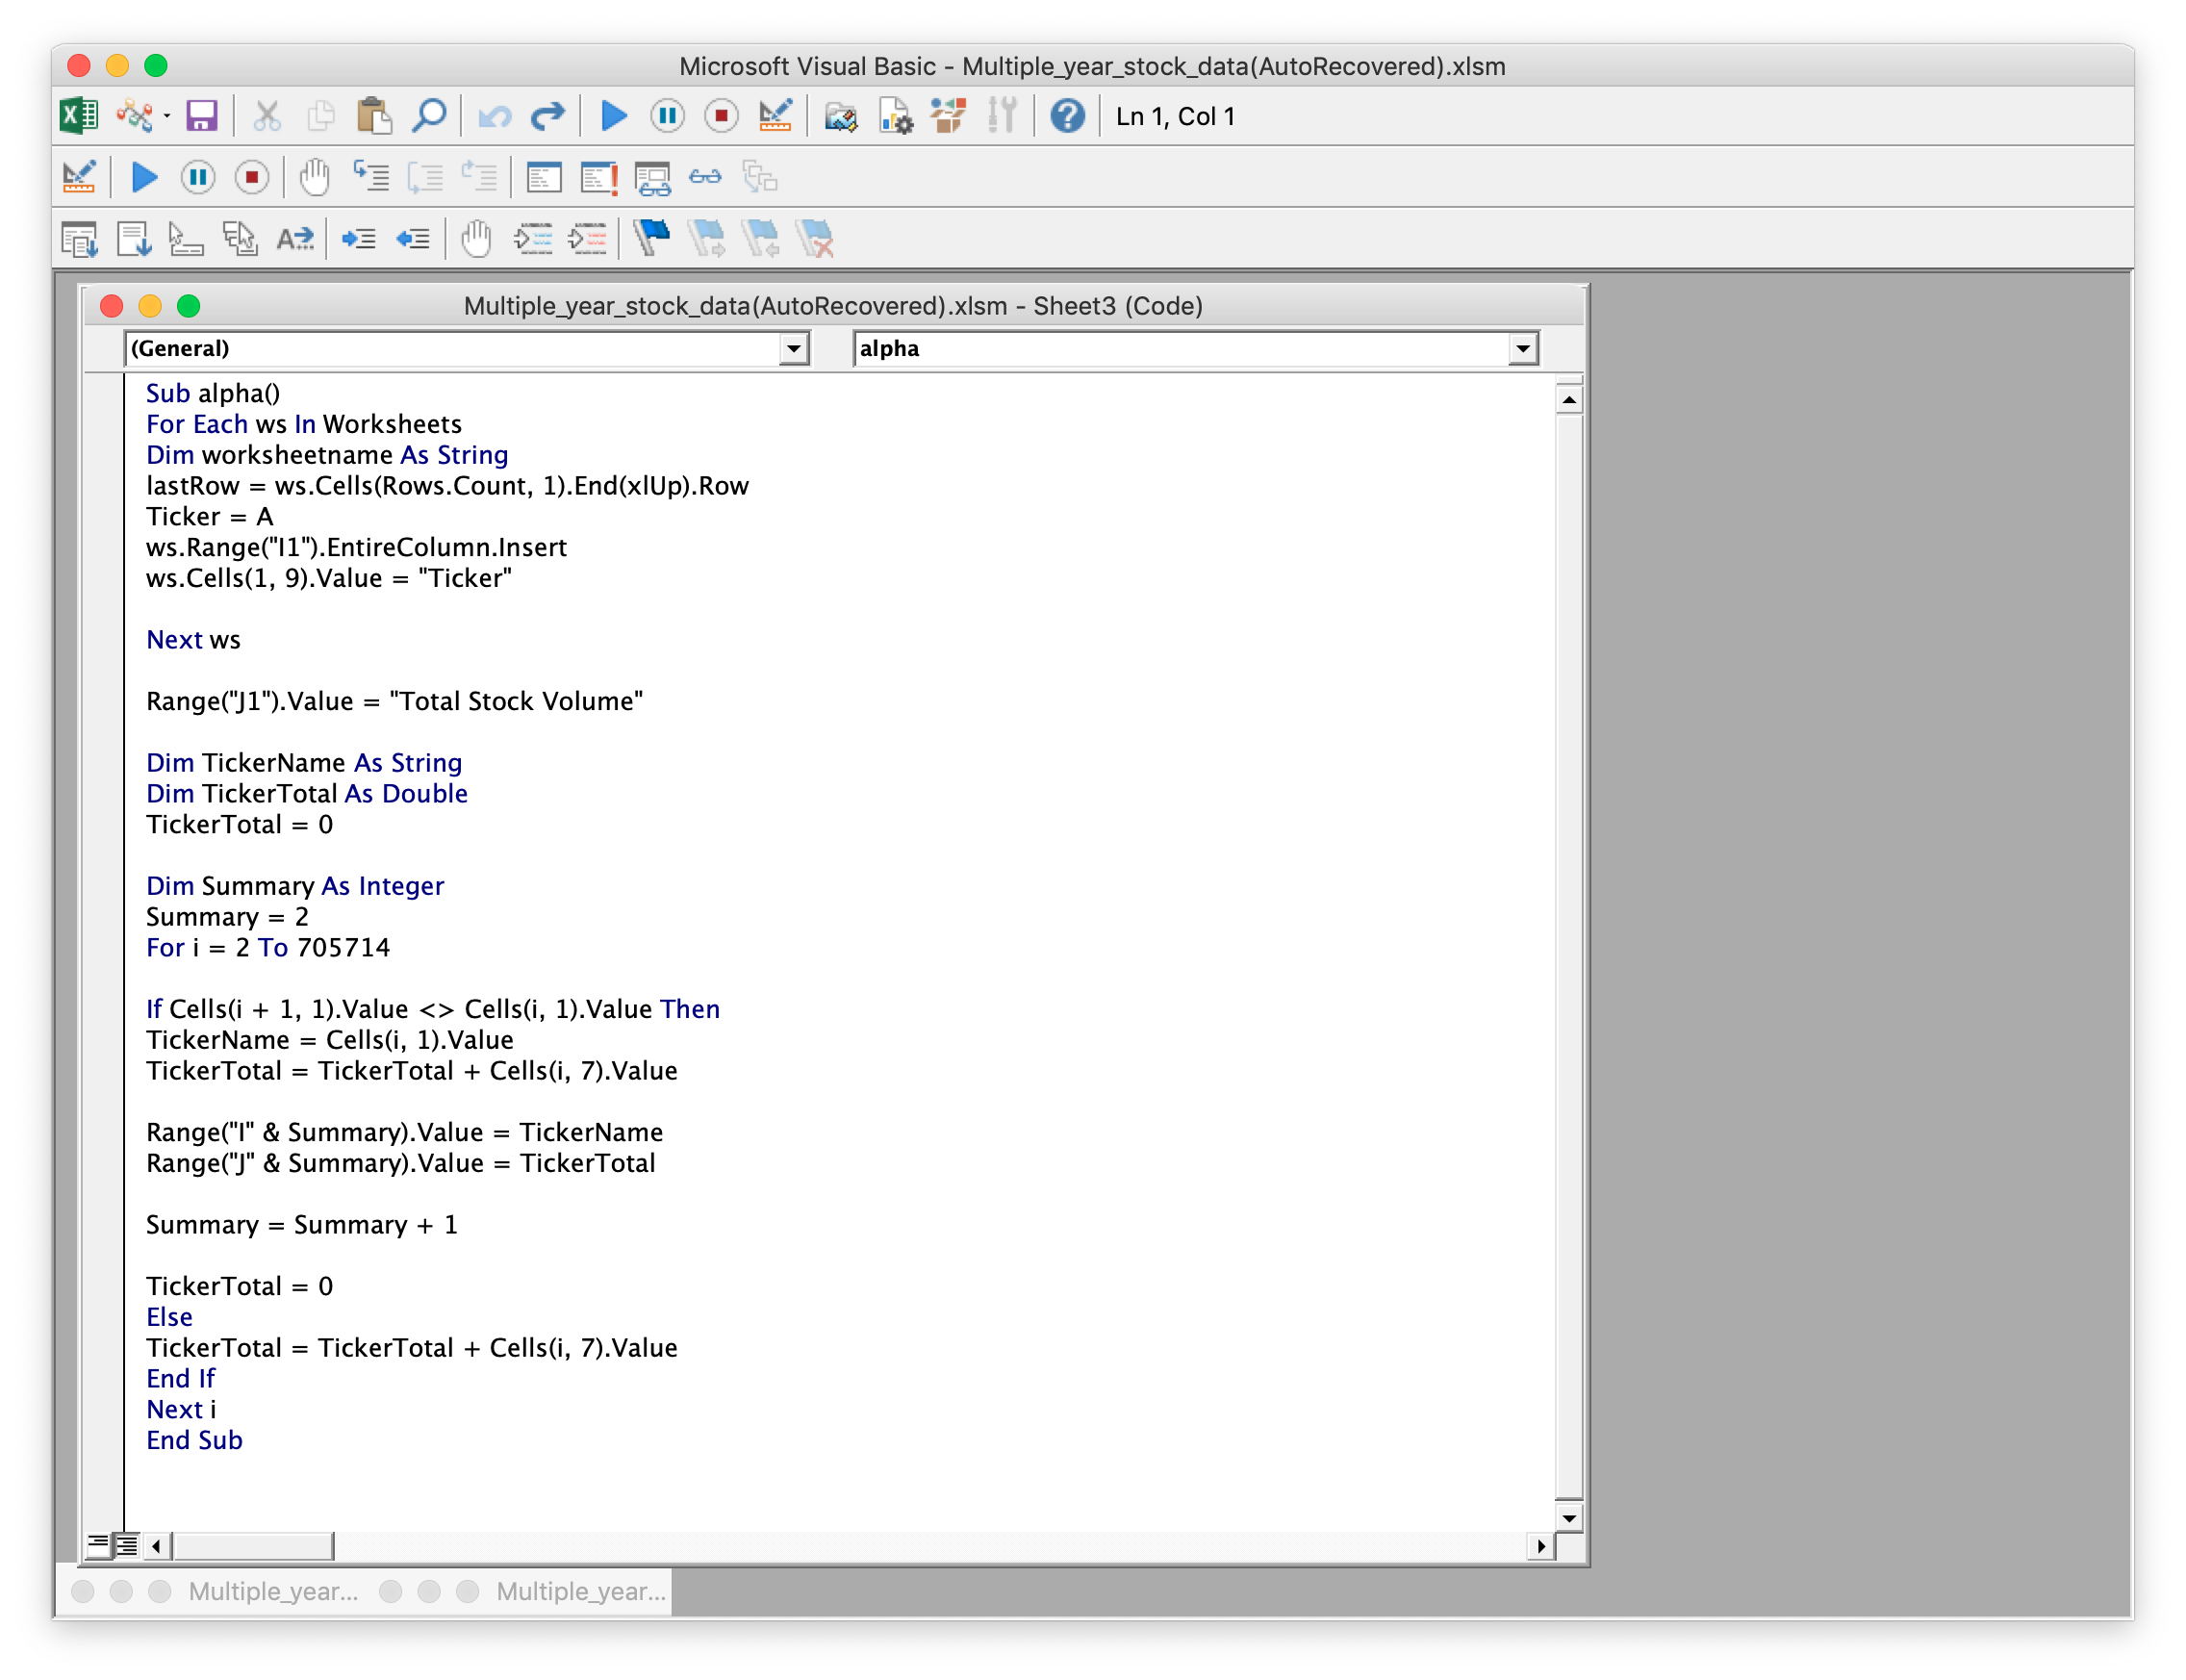 Microsoft Visual Basic - Multiple_year_stock_data(AutoRecovered).xlsm
Ln 1, Col 1
Multiple_year_stock_data(AutoRecovered).xlsm - Sheet3 (Code)
(General)
alpha
Sub alpha()
For Each ws In Worksheets
Dim worksheetname As String
lastRow = ws.Cells(Rows.Count, 1).End(xlUp).Row
Ticker = A
ws.Range("I1").EntireColumn.Insert
ws.Cells(1, 9).Value = "Ticker"
Next ws
Range("J1").Value = "Total Stock Volume"
Dim TickerName As String
Dim TickerTotal As Double
TickerTotal = 0
Dim Summary As Integer
Summary = 2
For i = 2 To 705714
If Cells(i + 1, 1).Value <> Cells(i, 1).Value Then
TickerName = Cells(i, 1).Value
TickerTotal = TickerTotal + Cells(i, 7).Value
Range("I" & Summary).Value = TickerName
Range("J" & Summary).Value = TickerTotal
Summary = Summary + 1
TickerTotal = 0
Else
TickerTotal = TickerTotal + Cells(i, 7).Value
End If
Next i
End Sub
Multiple_year...
Multiple_year...